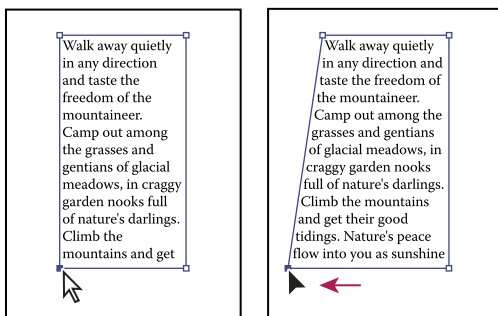 Walk away quietly
in any direction
and taste the
freedom of the
mountaineer.
Camp out among
the grasses and
gentians of glacial
meadows, in craggy
garden nooks full
of nature's darlings.
Climb the
mountains and get
Walk away quietly
in any direction and
taste the freedom of
the mountaineer.
Camp out among the
grasses and gentians
of glacial meadows, in
craggy garden nooks
full of nature's darlings.
Climb the mountains
and get their good
tidings. Nature's peace
flow into you as sunshine